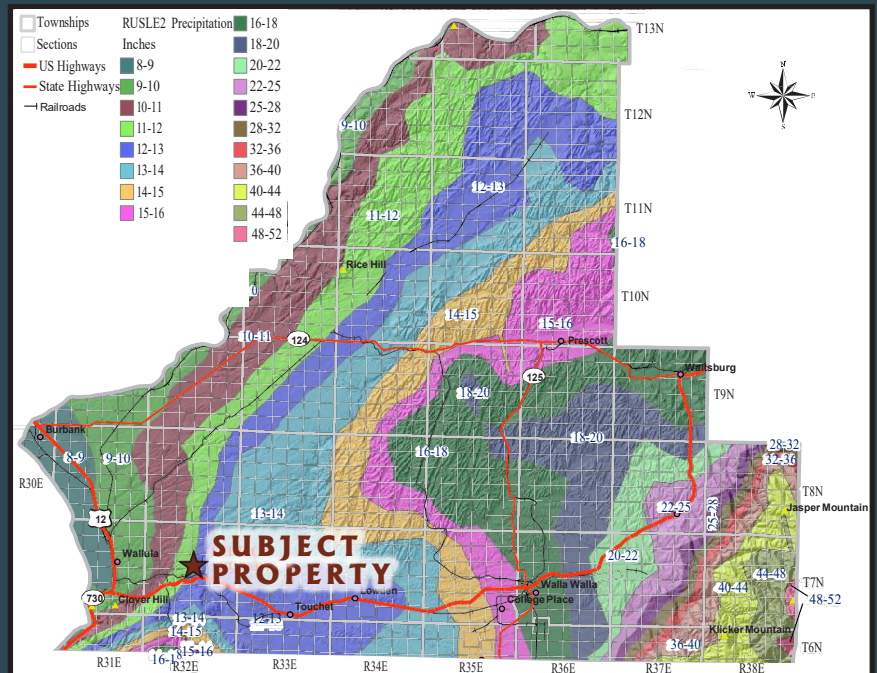 Townships
Sections
US Highways
State Highways
Railroads
RUSLE2 Precipitation
Inches
8-9
9-10
10-11
11-12
12-13
13-14
14-15
15-16
16-18
18-20
20-22
22-25
25-28
28-32
32-36
36-40
40-44
44-48
48-52
N
W
E
S
T13N
9-10
T12N
12-13
T11N
11-12
16-18
Rice Hill
0
T10N
14-15
15-16
10-11
124
Prescott
Waitsburg
125
18-20
T9N
Burbank
18-20
8-9
9-10
16-18
28-32
32-36
R30E
T8N
22-25
25-28
Jasper Mountain
13-14
12
SUBJECT
PROPERTY
Wallula
20-22
44-48
T7N
40-44
Walla Walla
48-52
730
Clover Hill
Lowden
College Place
Touchet
13-14
12-13
14-15
Klicker Mountain
36-40
T6N
15-16
16-18
R31E
R32E
R33E
R34E
R35E
R36E
R37E
R38E